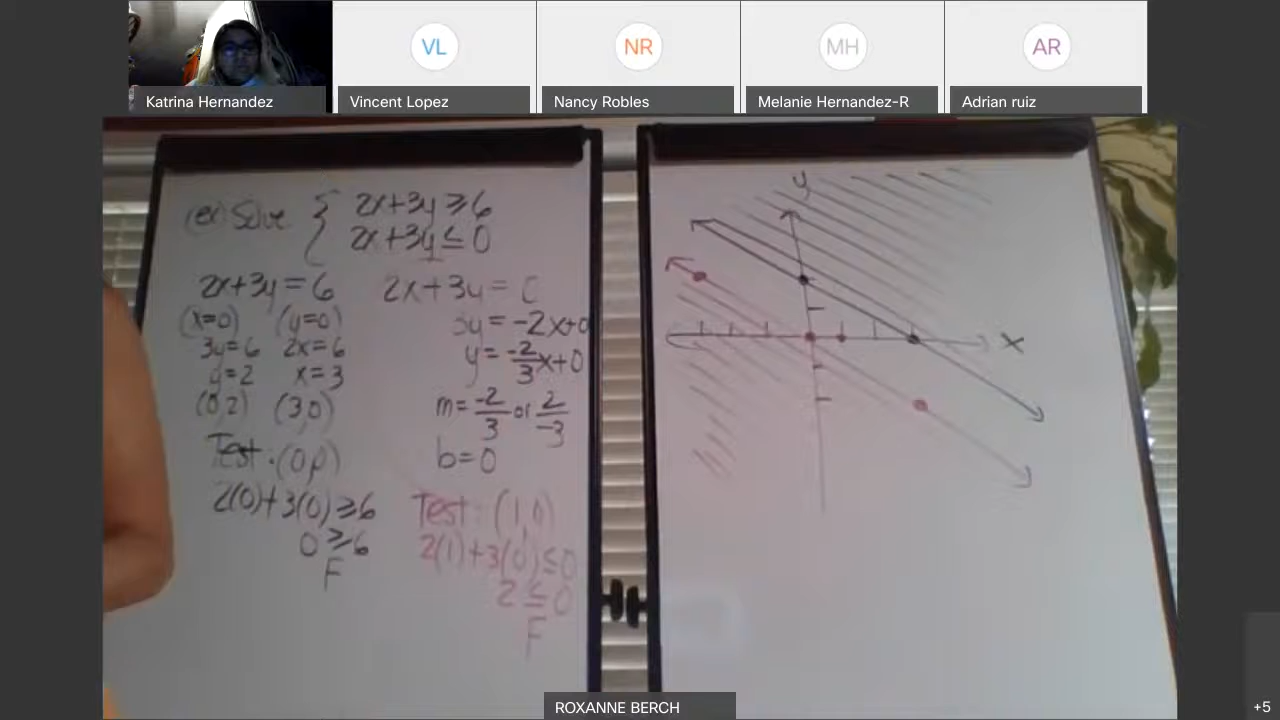 VL
NR
MH
AR
Katrina Hernandez
Vincent Lopez
Nancy Robles
Melanie Hernandez-R
Adrian ruiz
(ex) Solve { 2x+3y ≥ 6
2x+3y ≤ 0
2x+3y = 6
(x=0) (y=0)
3y=6 2x=6
y=2 x=3
(0,2) (3,0)
Test: (0,0)
2(0)+3(0) ≥ 6
0 ≥ 6
F
2x+3y = 0
3y = -2x+0
y = -2/3x+0
m = -2/3 or 2/-3
b=0
Test: (1,0)
2(1)+3(0) ≤ 0
2 ≤ 0
F
y
x
ROXANNE BERCH
+5